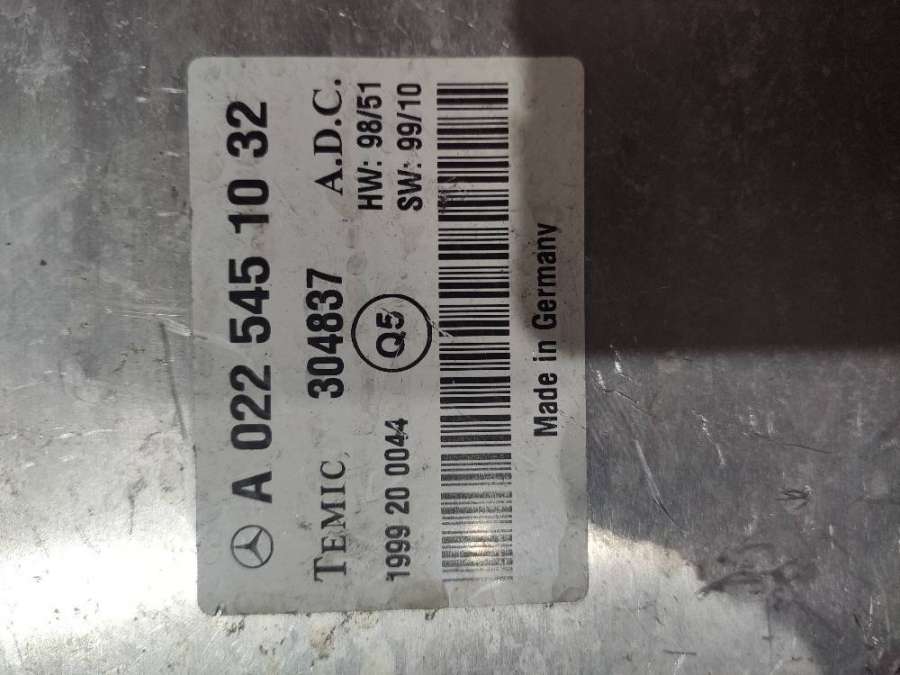 A 022 545 10 32
TEMIC 304837 A.D.C.
HW: 98/51
1999 20 0044 Q5 SW: 99/10
Made in Germany